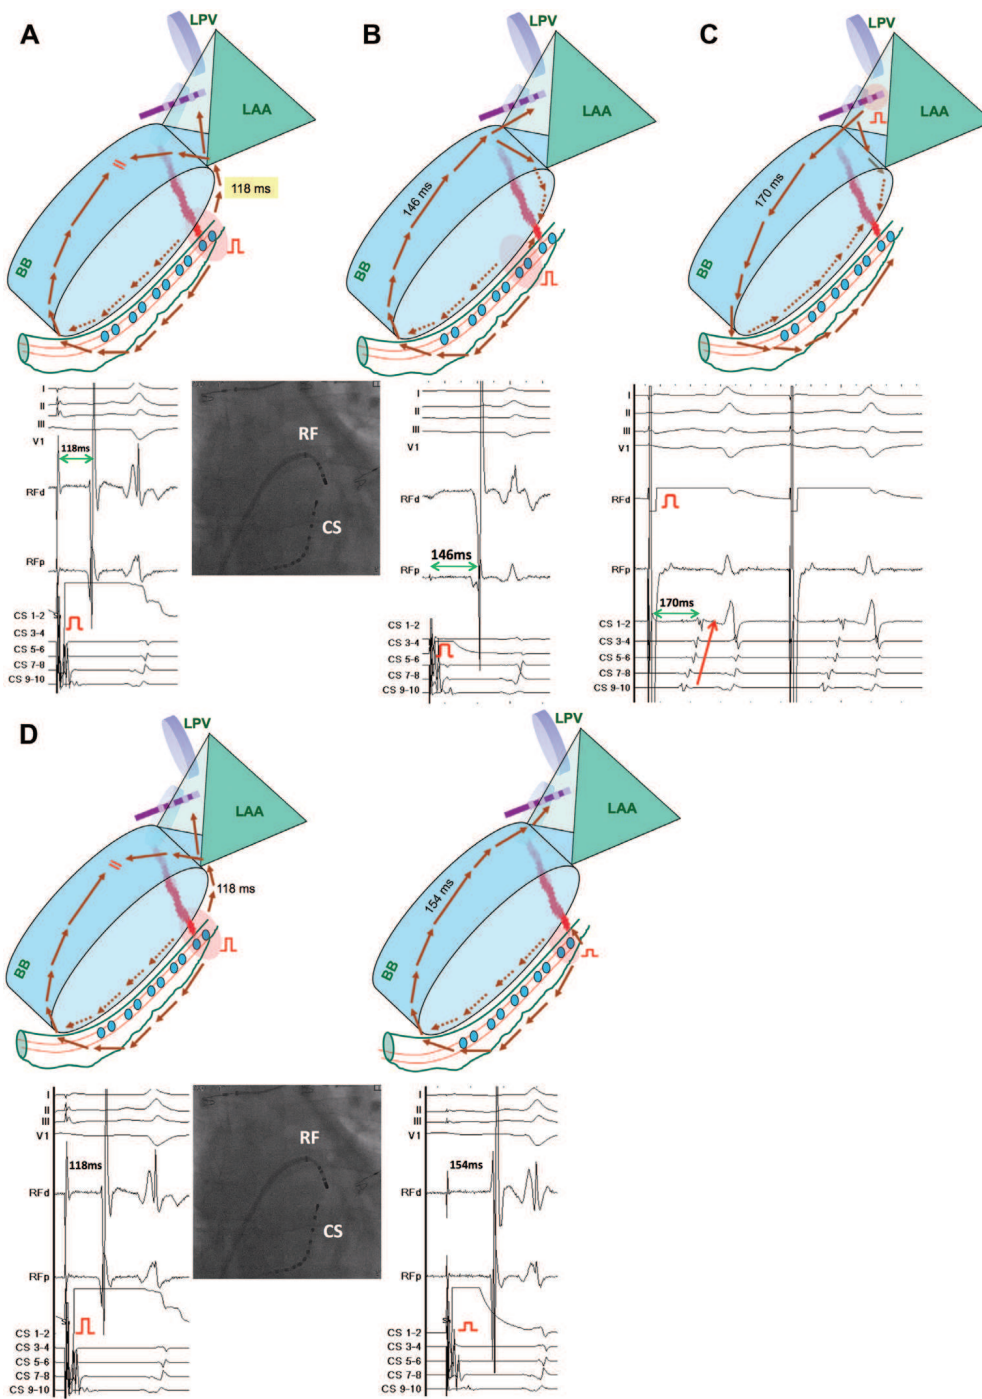 A
LPV
LAA
118 ms
BB
B
LPV
LAA
146 ms
BB
C
LPV
LAA
170 ms
BB
I
II
III
V1
118ms
RFd
RFp
CS 1-2
CS 3-4
CS 5-6
CS 7-8
CS 9-10
RF
CS
I
II
III
V1
RFd
146ms
RFp
CS 1-2
CS 3-4
CS 5-6
CS 7-8
CS 9-10
I
II
III
V1
RFd
RFp
170ms
CS 1-2
CS 3-4
CS 5-6
CS 7-8
CS 9-10
D
LPV
LAA
118 ms
BB
LPV
LAA
154 ms
BB
I
II
III
V1
118ms
RFd
RFp
S
CS 1-2
CS 3-4
CS 5-6
CS 7-8
CS 9-10
RF
CS
I
II
III
V1
154ms
RFd
RFp
S
CS 1-2
CS 3-4
CS 5-6
CS 7-8
CS 9-10